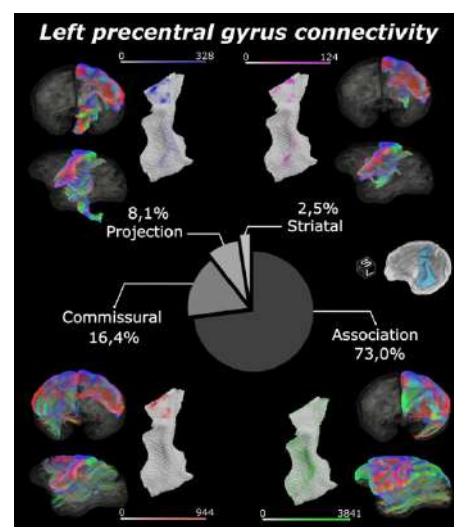 Left precentral gyrus connectivity
0 328 0 124
8,1%
Projection
2,5%
Striatal
Commissural
16,4%
Association
73,0%
0 944 0 3841